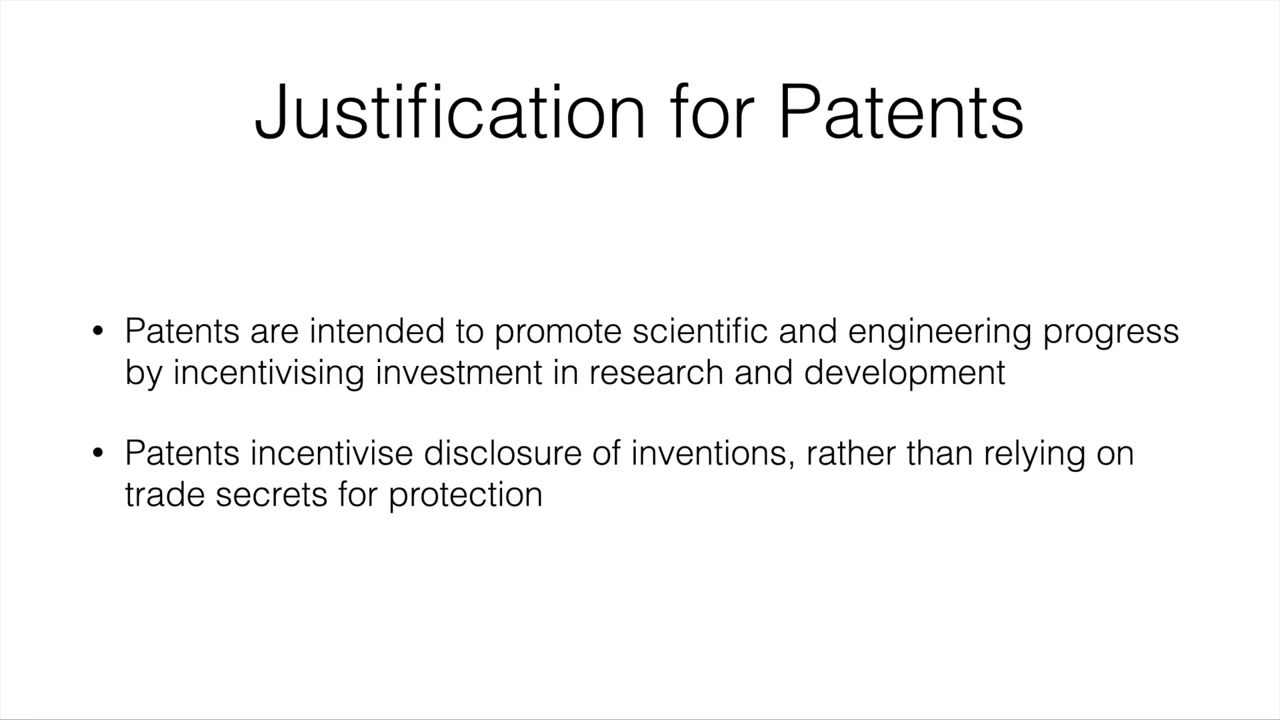 Justification for Patents
• Patents are intended to promote scientific and engineering progress
by incentivising investment in research and development
• Patents incentivise disclosure of inventions, rather than relying on
trade secrets for protection